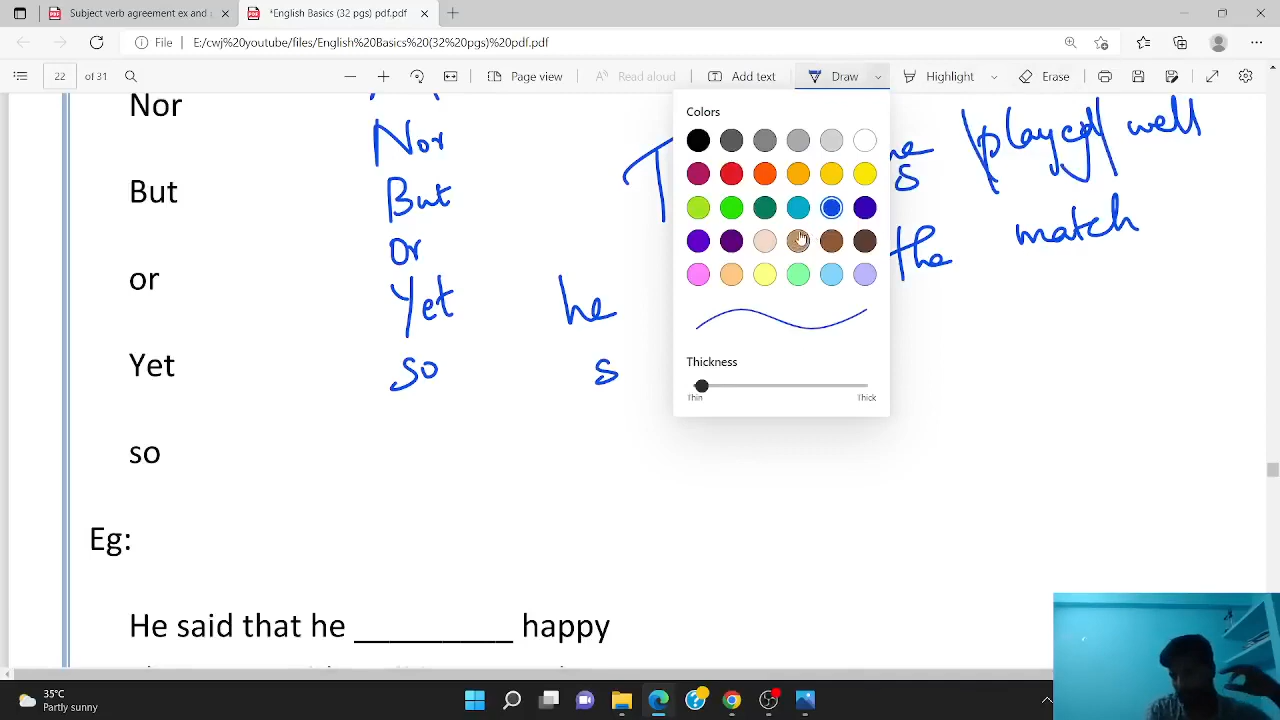 Subject verb agreement ex and
*English Basics (32 pgs) pdf.pdf
File E:/cwj%20youtube/files/English%20Basics(32%20pgs)%20pdf.pdf
22 of 31
Page view
Read aloud
Add text
Draw
Highlight
Erase
Nor
But
or
Yet
so
Eg:
He said that he _________ happy
Nor
But
or
Yet he
so s
played well
s
the match
Colors
Thickness
Thin Thick
35°C
Partly sunny